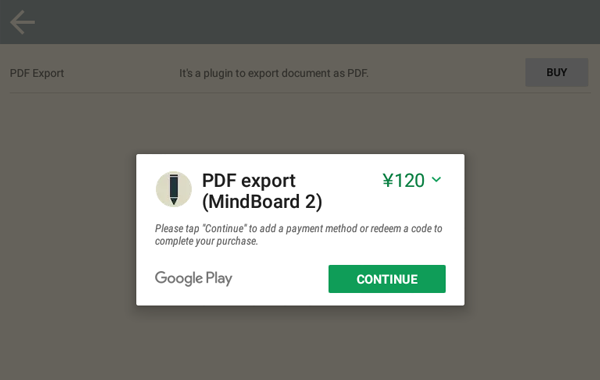 PDF Export It's a plugin to export document as PDF. BUY
PDF export ¥120
(MindBoard 2)
Please tap "Continue" to add a payment method or redeem a code to
complete your purchase.
Google Play CONTINUE